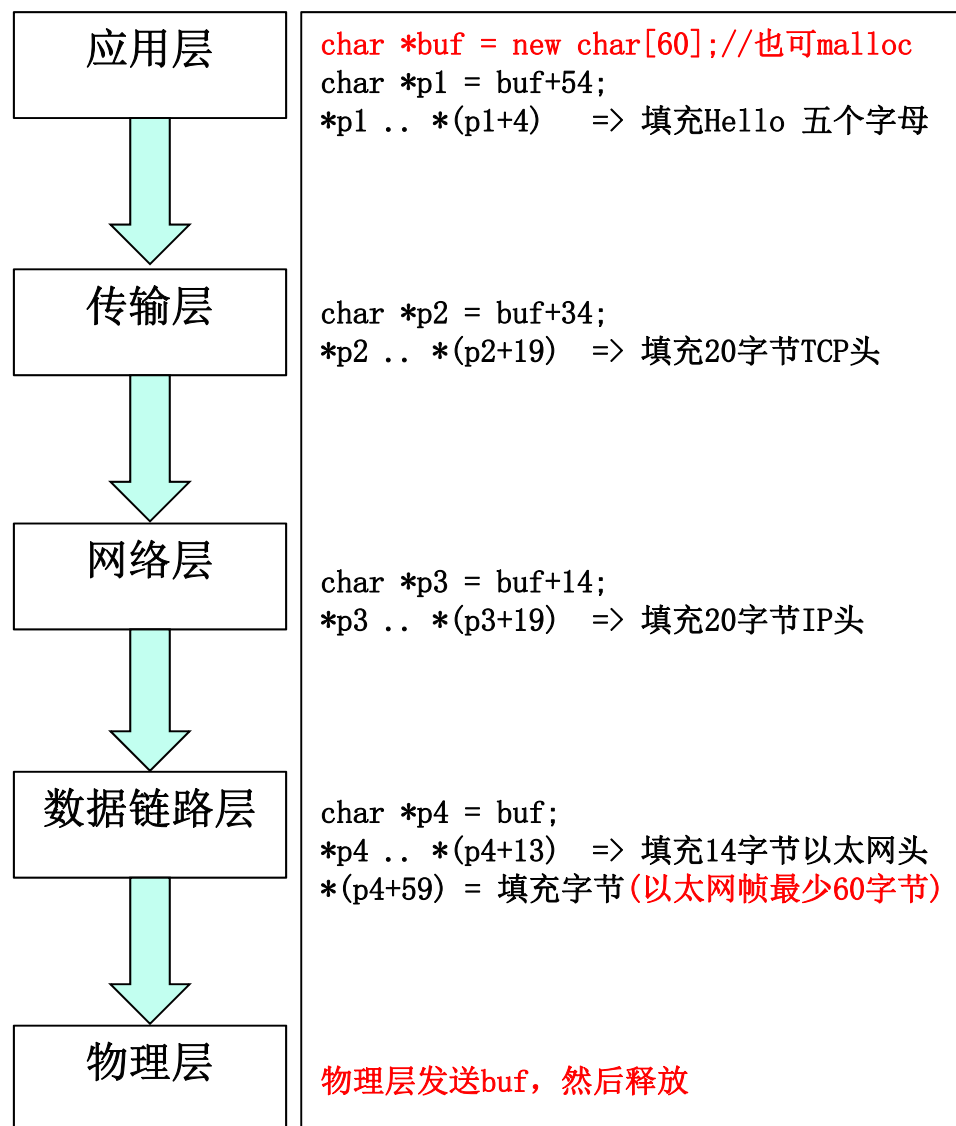 应用层
char *buf = new char[60];//也可malloc
char *p1 = buf+54;
*p1 .. *(p1+4) => 填充Hello 五个字母
传输层
char *p2 = buf+34;
*p2 .. *(p2+19) => 填充20字节TCP头
网络层
char *p3 = buf+14;
*p3 .. *(p3+19) => 填充20字节IP头
数据链路层
char *p4 = buf;
*p4 .. *(p4+13) => 填充14字节以太网头
*(p4+59) = 填充字节(以太网帧最少60字节)
物理层
物理层发送buf，然后释放